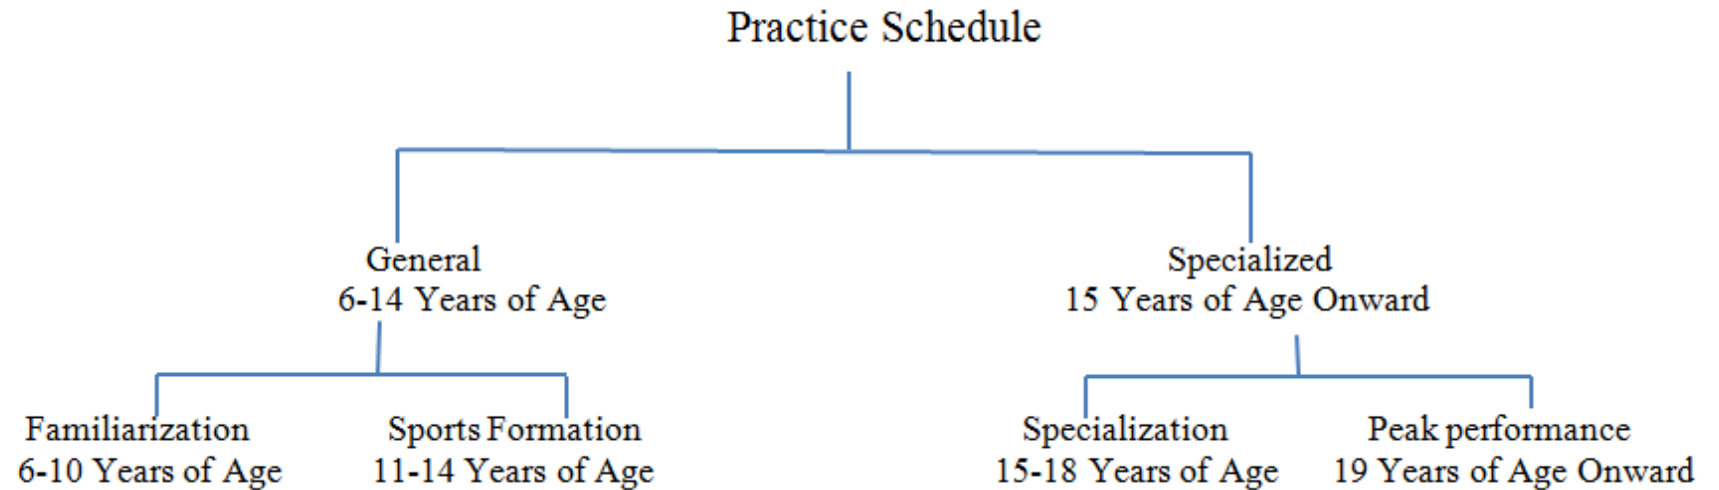 Practice Schedule
General
6-14 Years of Age
Specialized
15 Years of Age Onward
Familiarization
6-10 Years of Age
Sports Formation
11-14 Years of Age
Specialization
15-18 Years of Age
Peak performance
19 Years of Age Onward